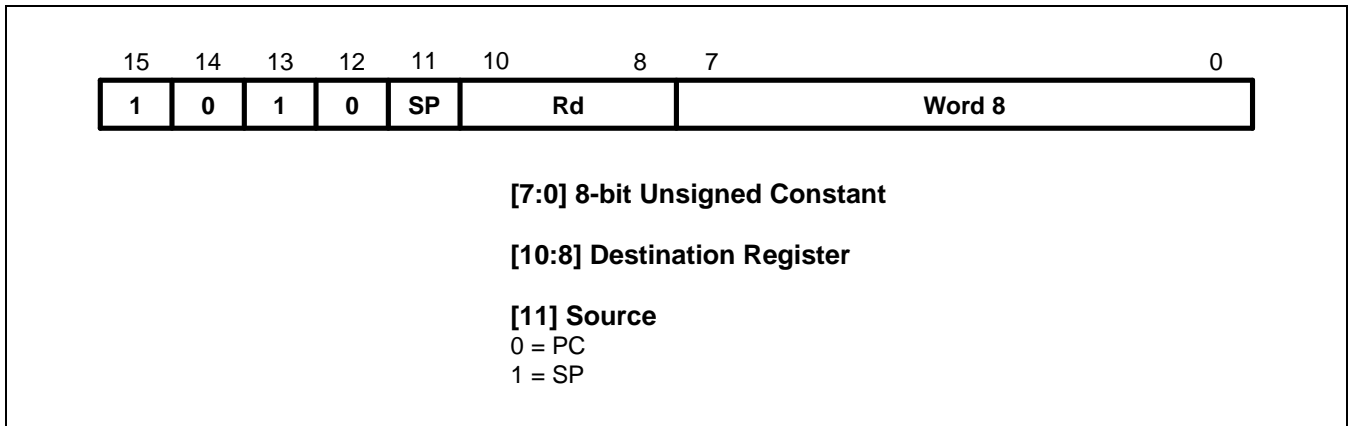 15 14 13 12 11 10 8 7 0
1 0 1 0 SP Rd Word 8
[7:0] 8-bit Unsigned Constant
[10:8] Destination Register
[11] Source
0 = PC
1 = SP